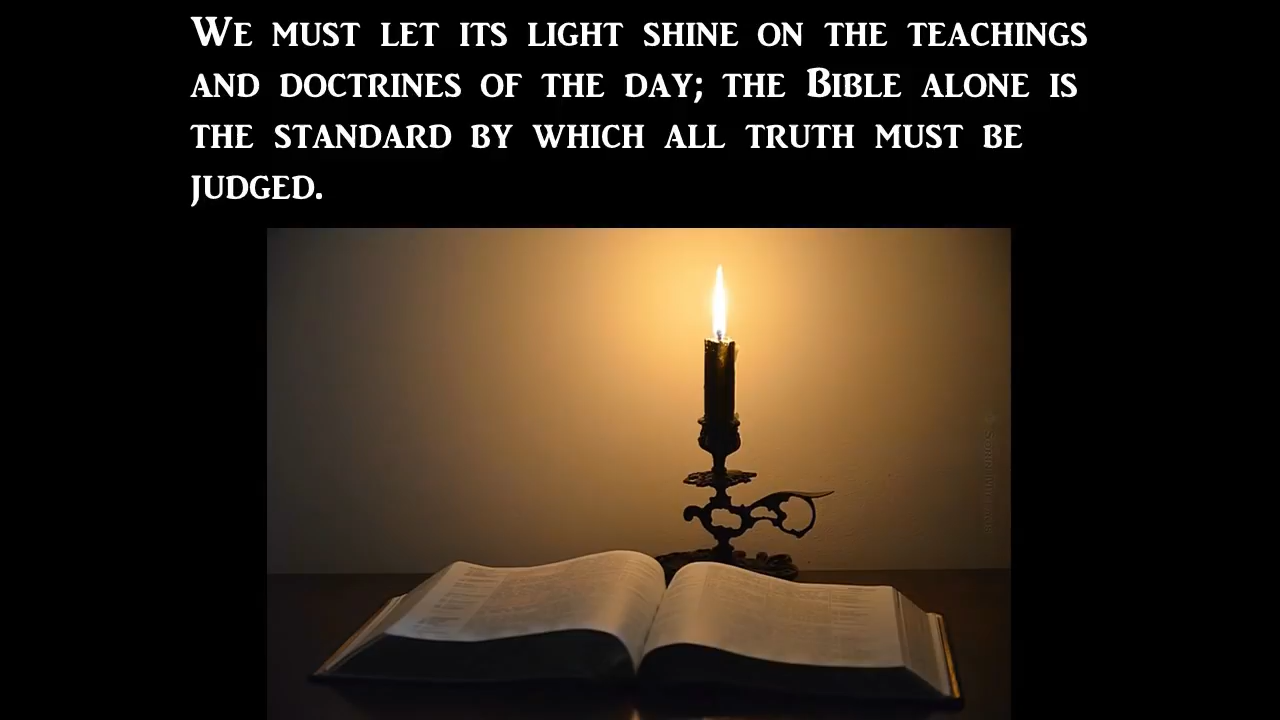 We must let its light shine on the teachings
and doctrines of the day; the Bible alone is
the standard by which all truth must be
judged.